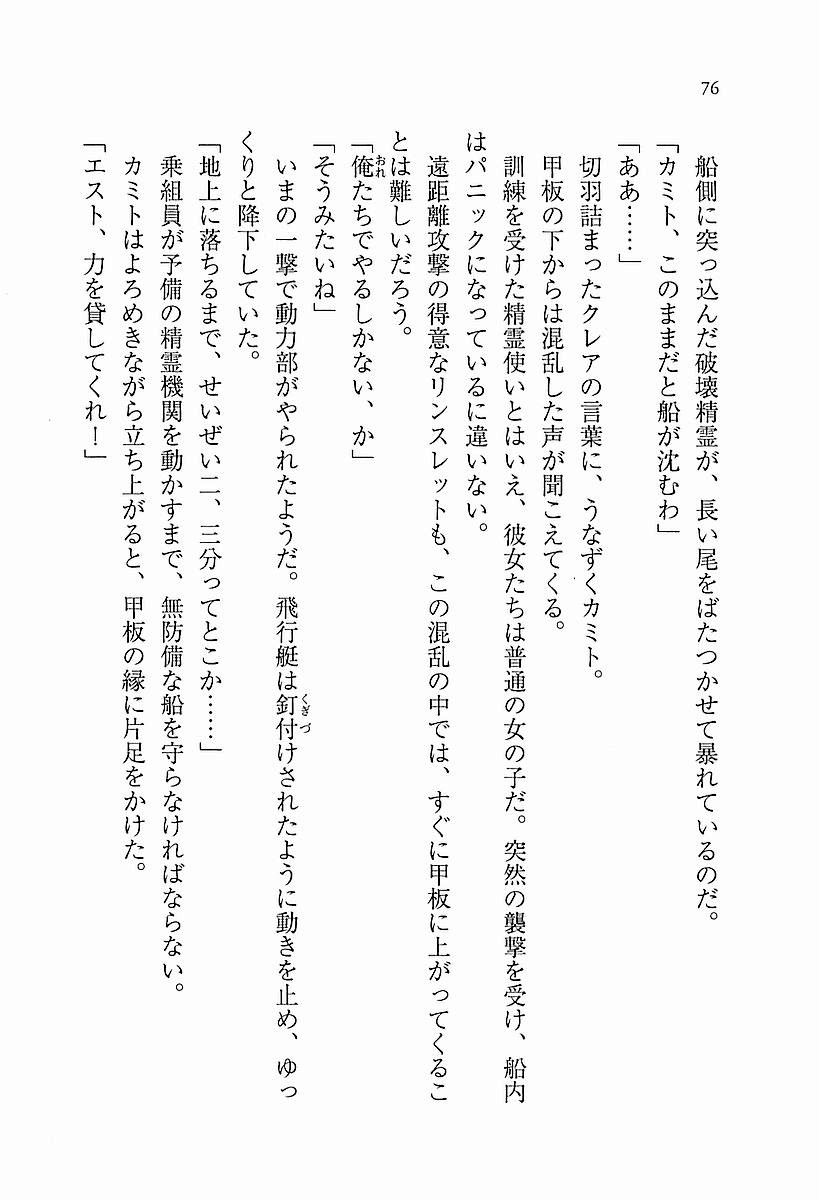 76
船側に突っ込んだ破壊精霊が、長い尾をばたつかせて暴れているのだ。
「カミト、このままだと船が沈むわ」
「ああ……」
切羽詰まったクレアの言葉に、うなずくカミト。
甲板の下からは混乱した声が聞こえてくる。
訓練を受けた精霊使いとはいえ、彼女たちは普通の女の子だ。突然の襲撃を受け、船内
はパニックになっているに違いない。
遠距離攻撃の得意なリンスレットも、この混乱の中では、すぐに甲板に上がってくるこ
とは難しいだろう。
「俺たちでやるしかない、か」
「そうみたいね」
いまの一撃で動力部がやられたようだ。飛行艇は釘付けされたように動きを止め、ゆっ
くりと降下していた。
「地上に落ちるまで、せいぜい二、三分ってとこか……」
乗組員が予備の精霊機関を動かすまで、無防備な船を守らなければならない。
カミトはよろめきながら立ち上がると、甲板の縁に片足をかけた。
「エスト、力を貸してくれ！」